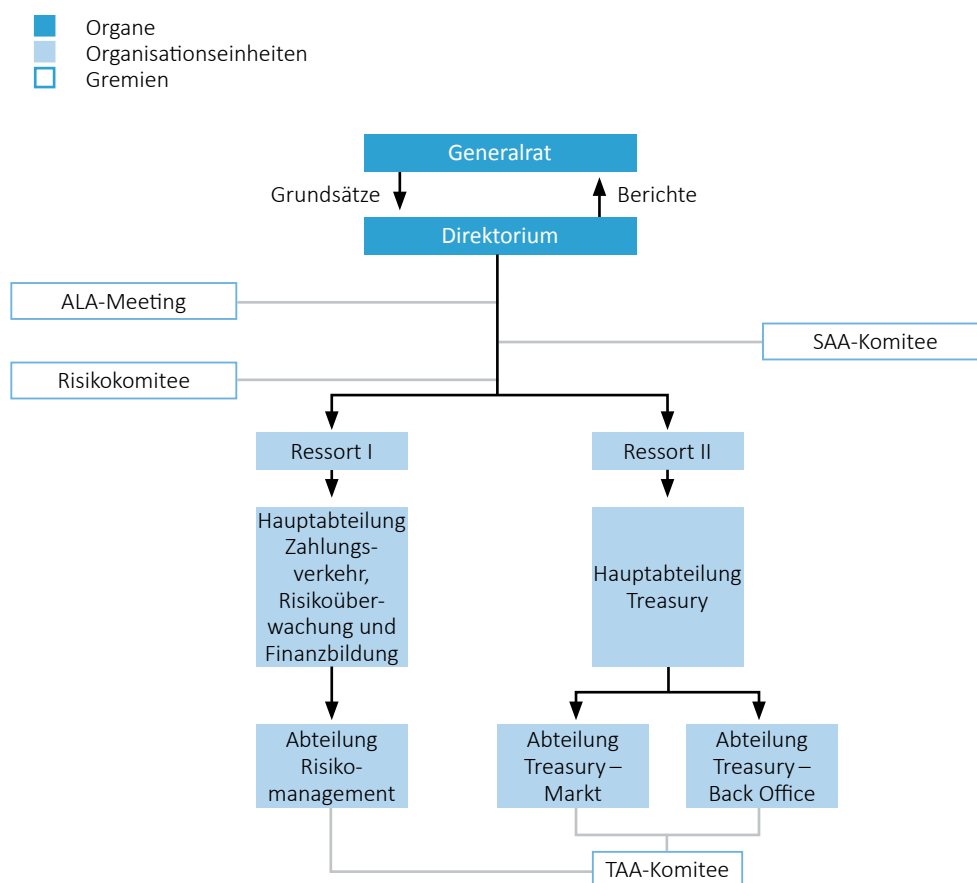 Organe
Organisationseinheiten
Gremien
Generalrat
Grundsätze
Berichte
Direktorium
ALA-Meeting
SAA-Komitee
Risikokomitee
Ressort I
Ressort II
Hauptabteilung
Zahlungs-
verkehr,
Risikoüber-
wachung und
Finanzbildung
Hauptabteilung
Treasury
Abteilung
Risiko-
management
Abteilung
Treasury –
Markt
Abteilung
Treasury –
Back Office
TAA-Komitee